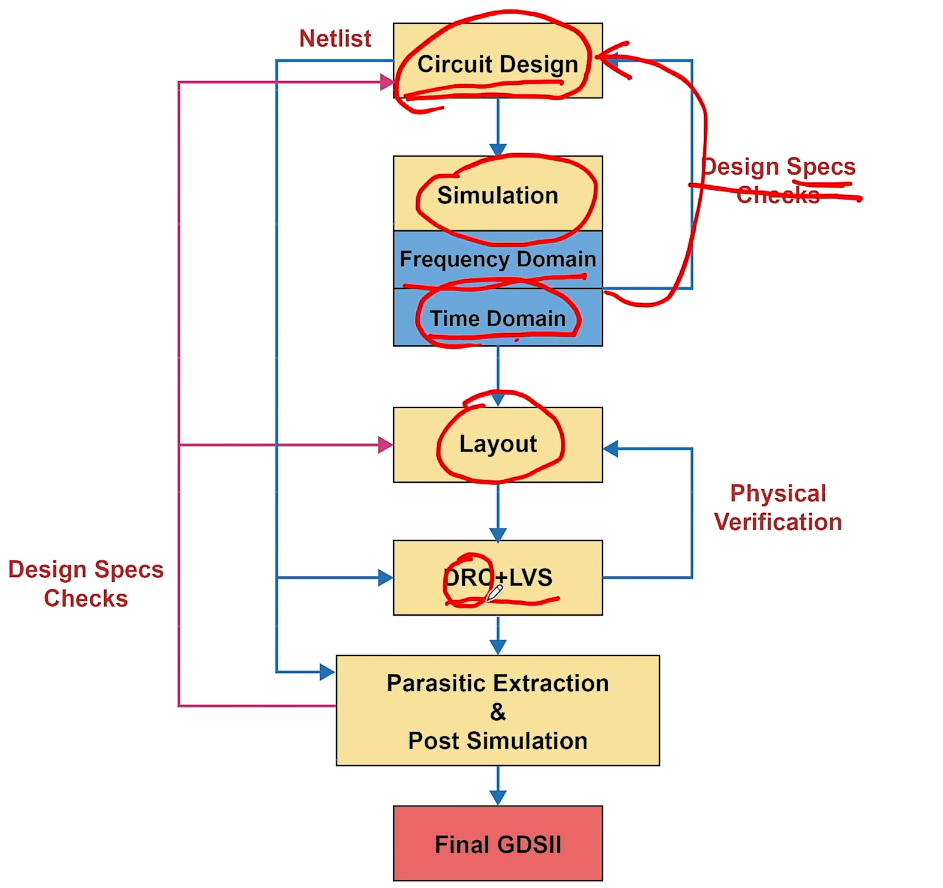 Netlist
Circuit Design
Design Specs
Checks
Simulation
Frequency Domain
Time Domain
Layout
Physical
Verification
DRC+LVS
Design Specs
Checks
Parasitic Extraction
&
Post Simulation
Final GDSII